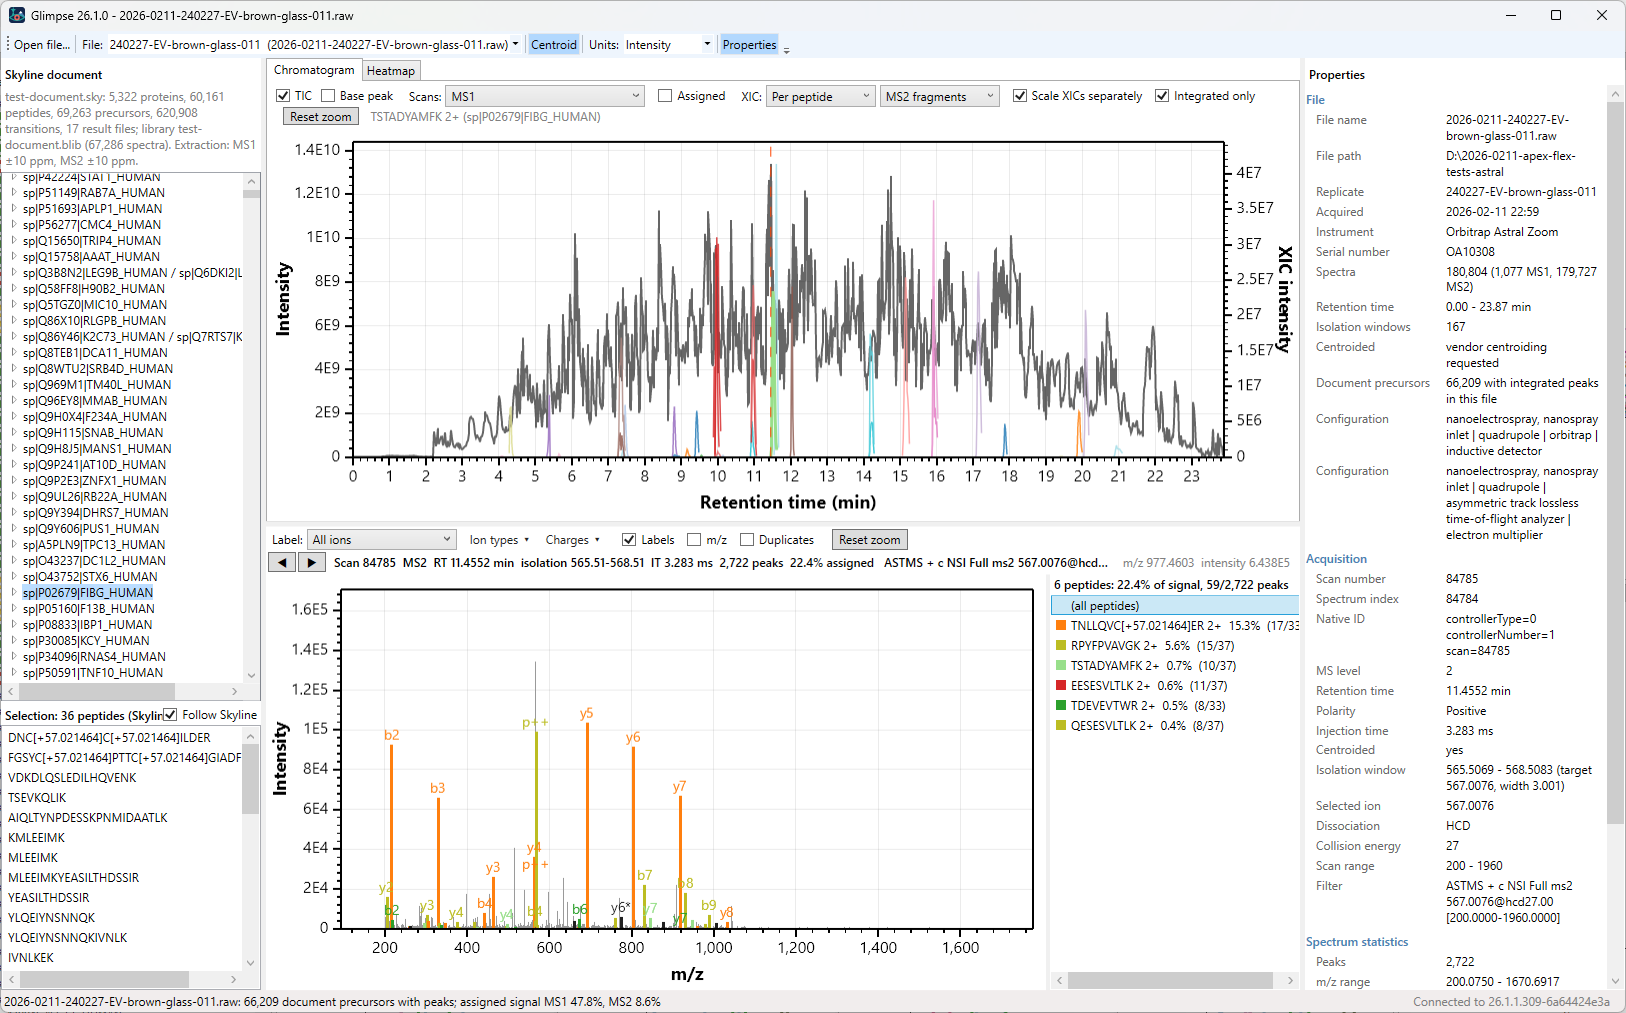 Glimpse 26.1.0 - 2026-0211-240227-EV-brown-glass-011.raw
Open file... File: 240227-EV-brown-glass-011 (2026-0211-240227-EV-brown-glass-011.raw) Centroid Units: Intensity Properties
Skyline document
test-document.sky: 5,322 proteins, 60,161
peptides, 69,263 precursors, 620,908
transitions, 17 result files; library test-
document.blib (67,286 spectra). Extraction: MS1
±10 ppm, MS2 ±10 ppm.
sp|P42224|STAT1_HUMAN
sp|P51149|RAB7A_HUMAN
sp|P51693|APLP1_HUMAN
sp|P56277|CMC4_HUMAN
sp|Q15650|TRIP4_HUMAN
sp|Q15758|AAAT_HUMAN
sp|Q3B8N2|LEG9B_HUMAN / sp|Q6DKI2|L
sp|Q58FF8|H90B2_HUMAN
sp|Q5TGZ0|MIC10_HUMAN
sp|Q86X10|RLGPB_HUMAN
sp|Q86Y46|K2C73_HUMAN / sp|Q7RTS7|K
sp|Q8TEB1|DCA11_HUMAN
sp|Q8WTU2|SRB4D_HUMAN
sp|Q969M1|TM40L_HUMAN
sp|Q96EY8|MMAB_HUMAN
sp|Q9H0X4|F234A_HUMAN
sp|Q9H115|SNAB_HUMAN
sp|Q9H8J5|MANS1_HUMAN
sp|Q9P241|AT10D_HUMAN
sp|Q9P2E3|ZNFX1_HUMAN
sp|Q9UL26|RB22A_HUMAN
sp|Q9Y394|DHRS7_HUMAN
sp|Q9Y606|PUS1_HUMAN
sp|A5PLN9|TPC13_HUMAN
sp|O43237|DC1L2_HUMAN
sp|O43752|STX6_HUMAN
sp|P02679|FIBG_HUMAN
sp|P05160|F13B_HUMAN
sp|P08833|IBP1_HUMAN
sp|P30085|KCY_HUMAN
sp|P34096|RNAS4_HUMAN
sp|P50591|TNF10_HUMAN
Selection: 36 peptides (Skylin Follow Skyline
DNC[+57.021464]C[+57.021464]ILDER
FGSYC[+57.021464]PTTC[+57.021464]GIADF
VDKDLQSLEDILHQVENK
TSEVKQLIK
AIQLTYNPDESSKPNMIDAATLK
KMLEEIMK
MLEEIMK
MLEEIMKYEASILTHDSSIR
YEASILTHDSSIR
YLQEIYNSNNQK
YLQEIYNSNNQKIVNLK
IVNLKEK
Chromatogram Heatmap
TIC Base peak Scans: MS1 Assigned XIC: Per peptide MS2 fragments Scale XICs separately Integrated only
Reset zoom TSTADYAMFK 2+ (sp|P02679|FIBG_HUMAN)
1.4E10
1.2E10
1E10
8E9
6E9
4E9
2E9
0
Intensity
4E7
3.5E7
3E7
2.5E7
2E7
1.5E7
1E7
5E6
0
XIC intensity
0 1 2 3 4 5 6 7 8 9 10 11 12 13 14 15 16 17 18 19 20 21 22 23
Retention time (min)
Label: All ions Ion types Charges Labels m/z Duplicates Reset zoom
Scan 84785 MS2 RT 11.4552 min isolation 565.51-568.51 IT 3.283 ms 2,722 peaks 22.4% assigned ASTMS + c NSI Full ms2 567.0076@hcd... m/z 977.4603 intensity 6.438E5
1.6E5
1.4E5
1.2E5
1E5
8E4
6E4
4E4
2E4
0
Intensity
y5
p++
b2
y6
b3
y7
y4
p++
y3
b7
b8
y2
b2
y3
y4
b4
y4
b4
b6
y6*
y7
y7
b9
y8
200 400 600 800 1,000 1,200 1,400 1,600
m/z
6 peptides: 22.4% of signal, 59/2,722 peaks
(all peptides)
TNLLQVC[+57.021464]ER 2+ 15.3% (17/33
RPYFPVAVGK 2+ 5.6% (15/37)
TSTADYAMFK 2+ 0.7% (10/37)
EESESVLTLK 2+ 0.6% (11/37)
TDEVEVTWR 2+ 0.5% (8/33)
QESESVLTLK 2+ 0.4% (8/37)
Properties
File
File name 2026-0211-240227-EV-
brown-glass-011.raw
File path D:\2026-0211-apex-flex-
tests-astral
Replicate 240227-EV-brown-glass-011
Acquired 2026-02-11 22:59
Instrument Orbitrap Astral Zoom
Serial number OA10308
Spectra 180,804 (1,077 MS1, 179,727
MS2)
Retention time 0.00 - 23.87 min
Isolation windows 167
Centroided vendor centroiding
requested
Document precursors 66,209 with integrated peaks
in this file
Configuration nanoelectrospray, nanospray
inlet | quadrupole | orbitrap |
inductive detector
Configuration nanoelectrospray, nanospray
inlet | quadrupole |
asymmetric track lossless
time-of-flight analyzer |
electron multiplier
Acquisition
Scan number 84785
Spectrum index 84784
Native ID controllerType=0
controllerNumber=1
scan=84785
MS level 2
Retention time 11.4552 min
Polarity Positive
Injection time 3.283 ms
Centroided yes
Isolation window 565.5069 - 568.5083 (target
567.0076, width 3.001)
Selected ion 567.0076
Dissociation HCD
Collision energy 27
Scan range 200 - 1960
Filter ASTMS + c NSI Full ms2
567.0076@hcd27.00
[200.0000-1960.0000]
Spectrum statistics
Peaks 2,722
m/z range 200.0750 - 1670.6917
2026-0211-240227-EV-brown-glass-011.raw: 66,209 document precursors with peaks; assigned signal MS1 47.8%, MS2 8.6%
Connected to 26.1.1.309-6a64424e3a